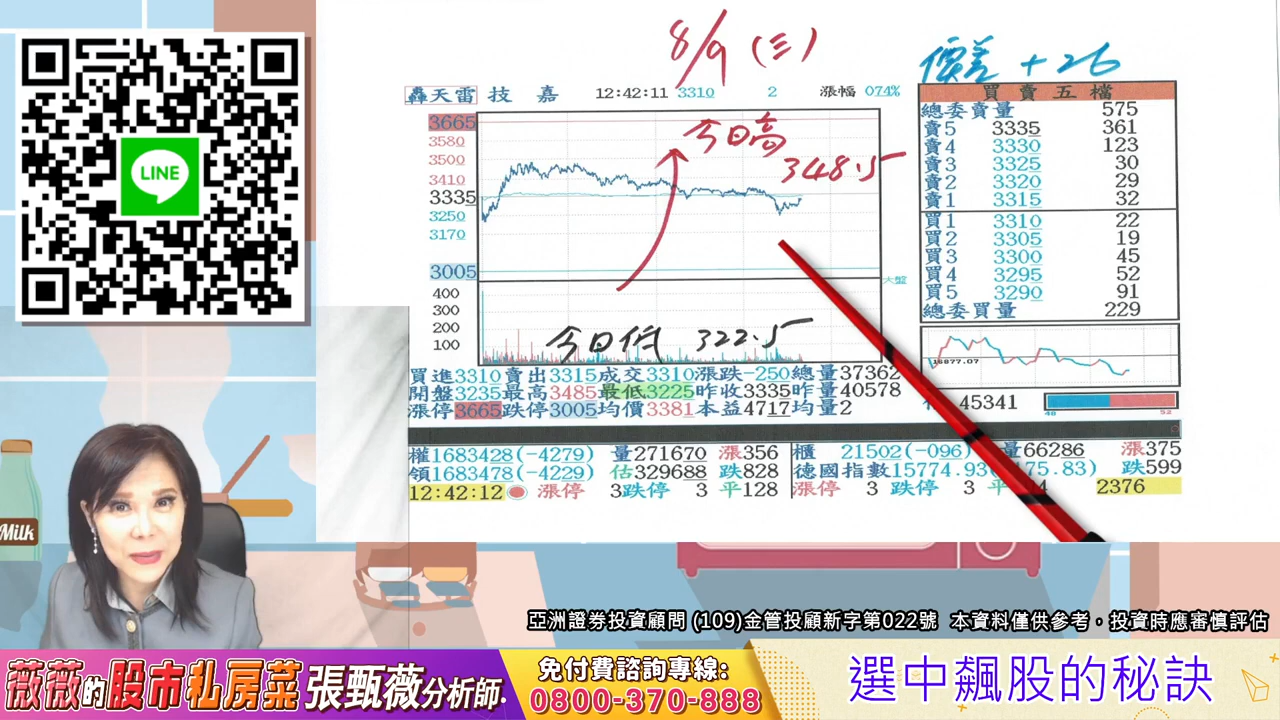 8/9 (三)
價差 +26
轟天雷 技 嘉 12:42:11 3310 2 漲幅 074%
今日高
348.5
3665
3580
3500
3410
3335
3250
3170
3005
大盤
400
300
200
100
今日低 322.5
買賣五檔
總委賣量 575
賣5 3335 361
賣4 3330 123
賣3 3325 30
賣2 3320 29
賣1 3315 32
買1 3310 22
買2 3305 19
買3 3300 45
買4 3295 52
買5 3290 91
總委買量 229
16877.07
45341
48 52
買進3310賣出3315成交3310漲跌-250總量37362
開盤3235最高3485最低3225昨收3335昨量40578
漲停3665跌停3005均價3381本益4717均量2
權1683428(-4279) 量271670 漲356 櫃 21502(-096) 量66286 漲375
領1683478(-4229) 估329688 跌828 德國指數15774.93( 175.83) 跌599
12:42:12 漲停 3跌停 3 平128 漲停 3 跌停 3 平 2376
LINE
Milk
亞洲證券投資顧問 (109)金管投顧新字第022號 本資料僅供參考，投資時應審慎評估
薇薇的股市私房菜 張甄薇分析師.
免付費諮詢專線:
0800-370-888
選中飆股的秘訣